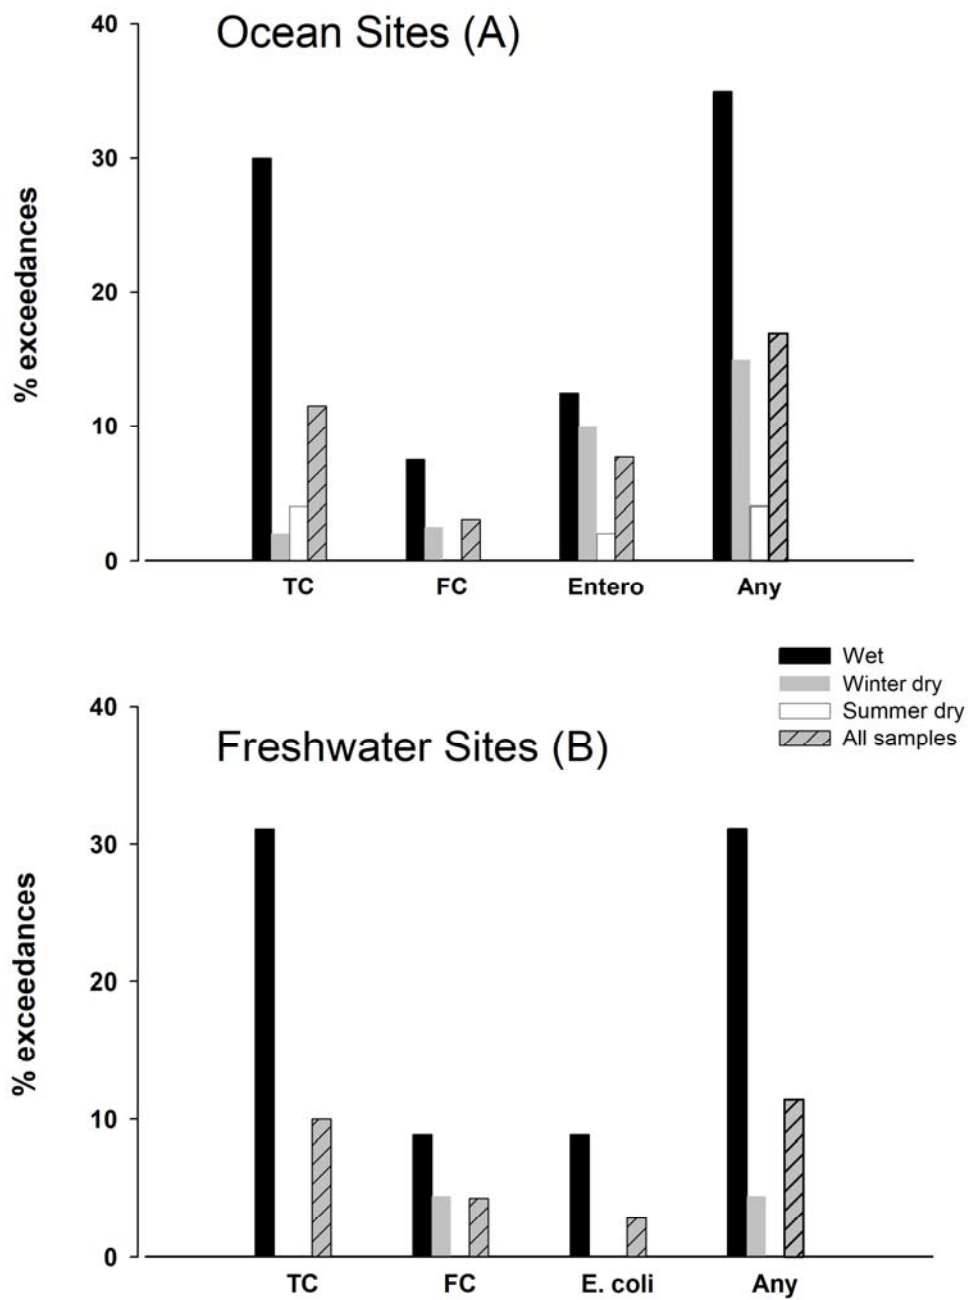 Ocean Sites (A)
40
30
20
10
0
% exceedances
TC FC Entero Any
Wet
Winter dry
Summer dry
All samples
Freshwater Sites (B)
40
30
20
10
0
% exceedances
TC FC E. coli Any